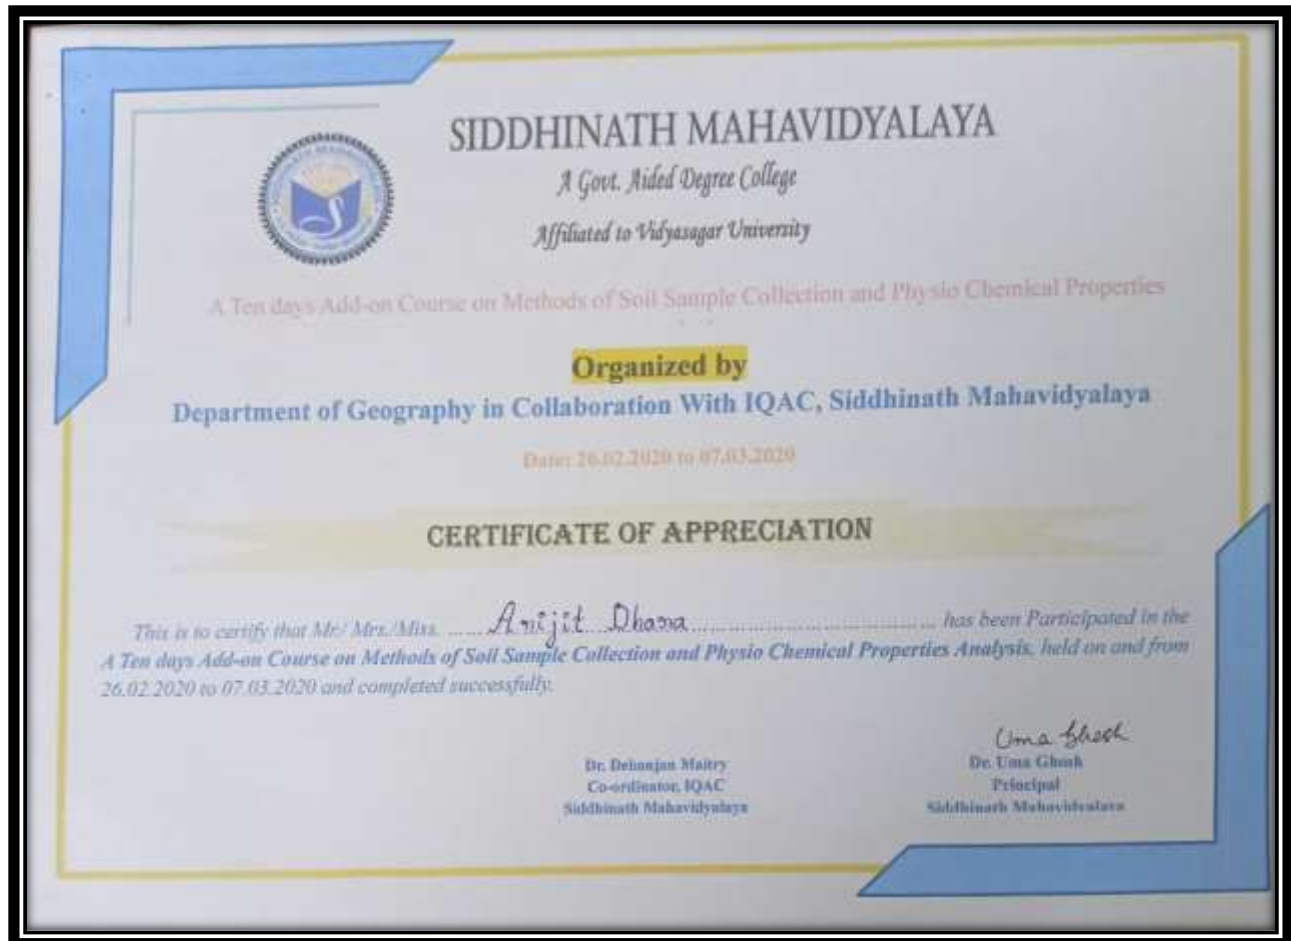 SIDDHINATH MAHAVIDYALAYA
A Govt. Aided Degree College
Affiliated to Vidyasagar University
A Ten days Add-on Course on Methods of Soil Sample Collection and Physio Chemical Properties
Organized by
Department of Geography in Collaboration With IQAC, Siddhinath Mahavidyalaya
Date: 26.02.2020 to 07.03.2020
CERTIFICATE OF APPRECIATION
This is to certify that Mr/ Mrs./Miss. ...... Arijit Dhara ...................................... has been Participated in the
A Ten days Add-on Course on Methods of Soil Sample Collection and Physio Chemical Properties Analysis, held on and from
26.02.2020 to 07.03.2020 and completed successfully.
Uma Ghosh
Dr. Debanjan Maitry
Co-ordinator, IQAC
Siddhinath Mahavidyalaya
Dr. Uma Ghosh
Principal
Siddhinath Mahavidyalaya